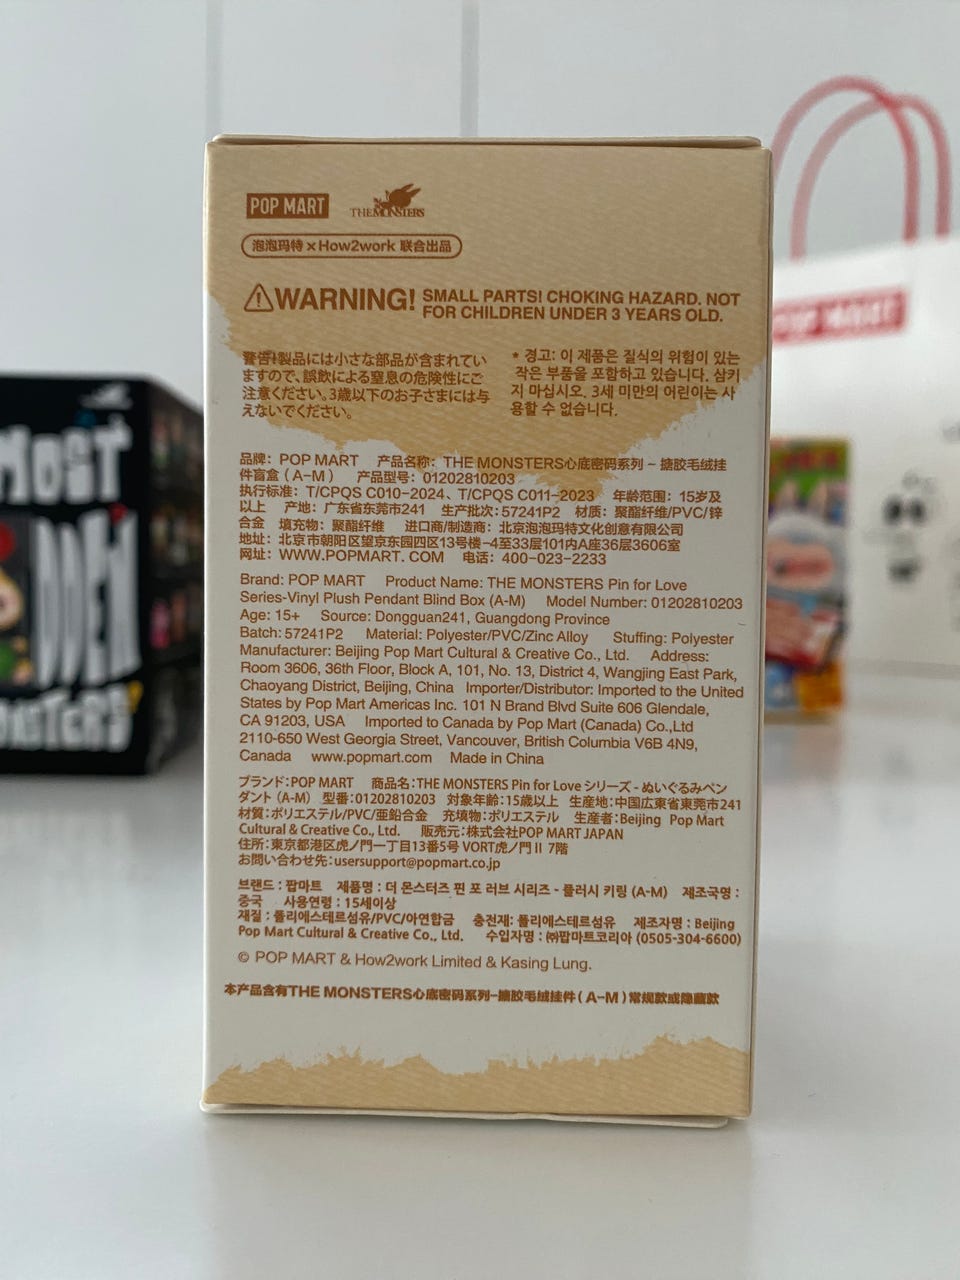 POP MART
THE MONSTERS
泡泡玛特 × How2work 联合出品
WARNING! SMALL PARTS! CHOKING HAZARD. NOT
FOR CHILDREN UNDER 3 YEARS OLD.
警告!製品には小さな部品が含まれてい
ますので、誤飲による窒息の危険性にご
注意ください。3歳以下のお子さまには与
えないでください。
* 경고: 이 제품은 질식의 위험이 있는
작은 부품을 포함하고 있습니다. 삼키
지 마십시오. 3세 미만의 어린이는 사
용할 수 없습니다.
品牌: POP MART 产品名称: THE MONSTERS心底密码系列 – 搪胶毛绒挂
件盲盒 (A–M) 产品型号: 01202810203
执行标准: T/CPQS C010–2024、T/CPQS C011–2023 年龄范围: 15岁及
以上 产地: 广东省东莞市241 生产批次:57241P2 材质: 聚酯纤维/PVC/锌
合金 填充物: 聚酯纤维 进口商/制造商: 北京泡泡玛特文化创意有限公司
地址: 北京市朝阳区望京东园四区13号楼–4至33层101内A座36层3606室
网址: WWW.POPMART. COM 电话: 400–023–2233
Brand: POP MART Product Name: THE MONSTERS Pin for Love
Series-Vinyl Plush Pendant Blind Box (A-M) Model Number: 01202810203
Age: 15+ Source: Dongguan241, Guangdong Province
Batch: 57241P2 Material: Polyester/PVC/Zinc Alloy Stuffing: Polyester
Manufacturer: Beijing Pop Mart Cultural & Creative Co., Ltd. Address:
Room 3606, 36th Floor, Block A, 101, No. 13, District 4, Wangjing East Park,
Chaoyang District, Beijing, China Importer/Distributor: Imported to the United
States by Pop Mart Americas Inc. 101 N Brand Blvd Suite 606 Glendale,
CA 91203, USA Imported to Canada by Pop Mart (Canada) Co.,Ltd
2110-650 West Georgia Street, Vancouver, British Columbia V6B 4N9,
Canada www.popmart.com Made in China
ブランド:POP MART 商品名:THE MONSTERS Pin for Love シリーズ - ぬいぐるみペン
ダント (A-M) 型番:01202810203 対象年齢:15歳以上 生産地:中国広東省東莞市241
材質:ポリエステル/PVC/亜鉛合金 充填物:ポリエステル 生産者:Beijing Pop Mart
Cultural & Creative Co., Ltd. 販売元:株式会社POP MART JAPAN
住所:東京都港区虎ノ門一丁目13番5号 VORT虎ノ門Ⅱ 7階
お問い合わせ先:usersupport@popmart.co.jp
브랜드 : 팝마트 제품명 : 더 몬스터즈 핀 포 러브 시리즈 - 플러시 키링 (A-M) 제조국명 :
중국 사용연령 : 15세이상
재질 : 폴리에스테르섬유/PVC/아연합금 충전재: 폴리에스테르섬유 제조자명 : Beijing
Pop Mart Cultural & Creative Co., Ltd. 수입자명 : ㈜팝마트코리아 (0505-304-6600)
© POP MART & How2work Limited & Kasing Lung.
本产品含有THE MONSTERS心底密码系列–搪胶毛绒挂件(A–M)常规款或隐藏款
MOST
POP MART